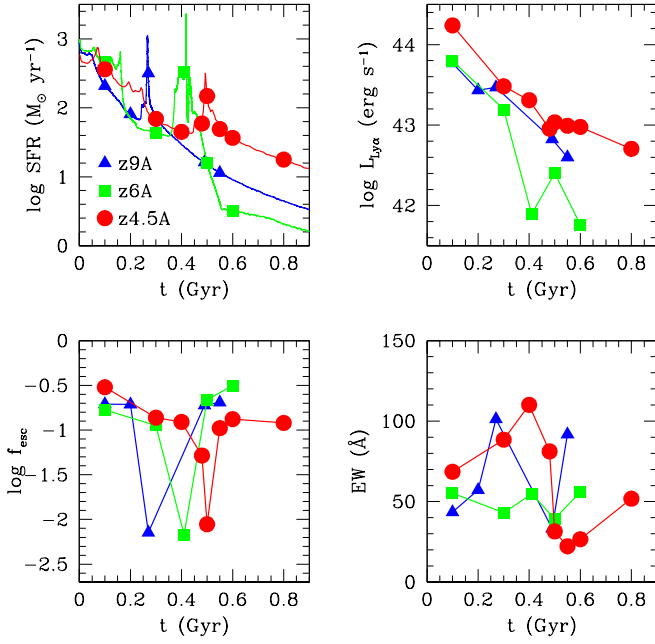 log SFR (M⊙ yr⁻¹)
3
2
1
0
z9A
z6A
z4.5A
0 0.2 0.4 0.6 0.8
t (Gyr)
log L_Lyα (erg s⁻¹)
44
43
42
0 0.2 0.4 0.6 0.8
t (Gyr)
log f_esc
0
−0.5
−1
−1.5
−2
−2.5
0 0.2 0.4 0.6 0.8
t (Gyr)
EW (Å)
150
100
50
0
0 0.2 0.4 0.6 0.8
t (Gyr)